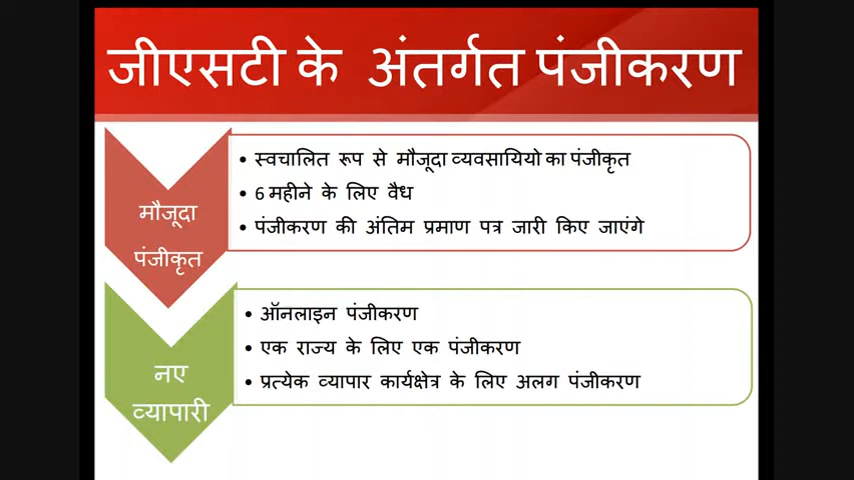 जीएसटी के अंतर्गत पंजीकरण
मौजूदा
पंजीकृत
• स्वचालित रूप से मौजूदा व्यवसायियो का पंजीकृत
• 6 महीने के लिए वैध
• पंजीकरण की अंतिम प्रमाण पत्र जारी किए जाएंगे
नए
व्यापारी
• ऑनलाइन पंजीकरण
• एक राज्य के लिए एक पंजीकरण
• प्रत्येक व्यापार कार्यक्षेत्र के लिए अलग पंजीकरण